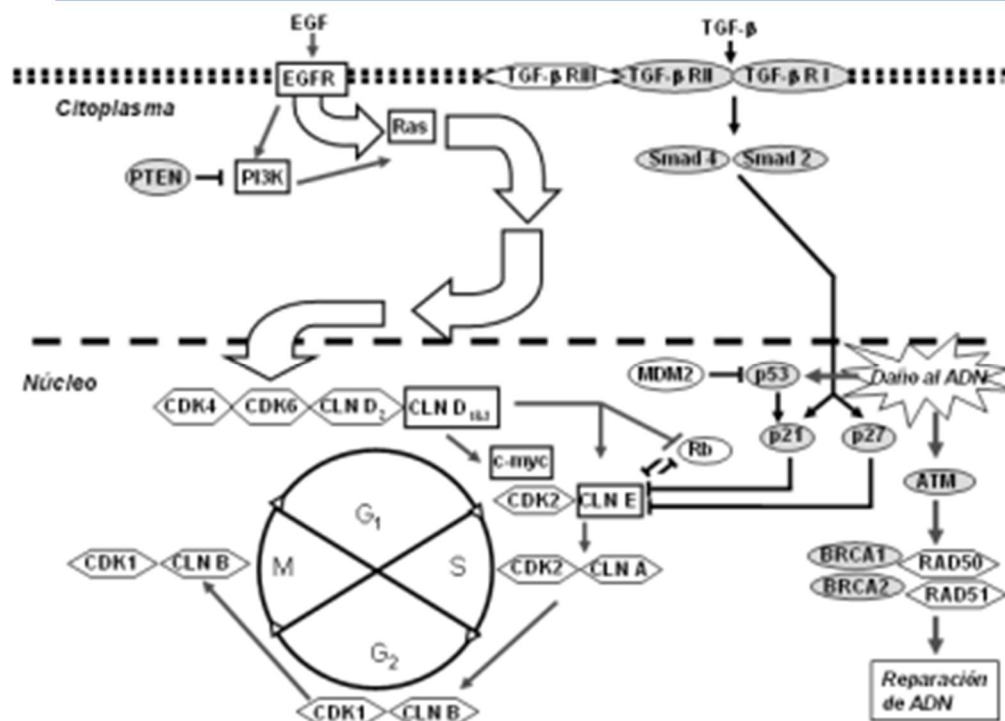 EGF
TGF-β
EGFR
TGF-β RIII
TGF-β RII
TGF-β R I
Citoplasma
Ras
Smad 4
Smad 2
PTEN
PI3K
Núcleo
MDM2
p53
Daño al ADN
CDK4
CDK6
CLN D2
CLN D1&3
p21
p27
Rb
c-myc
CDK2
CLN E
ATM
G1
CDK1
CLN B
M
S
CDK2
CLN A
BRCA1
RAD50
BRCA2
RAD51
G2
CDK1
CLN B
Reparación
de ADN